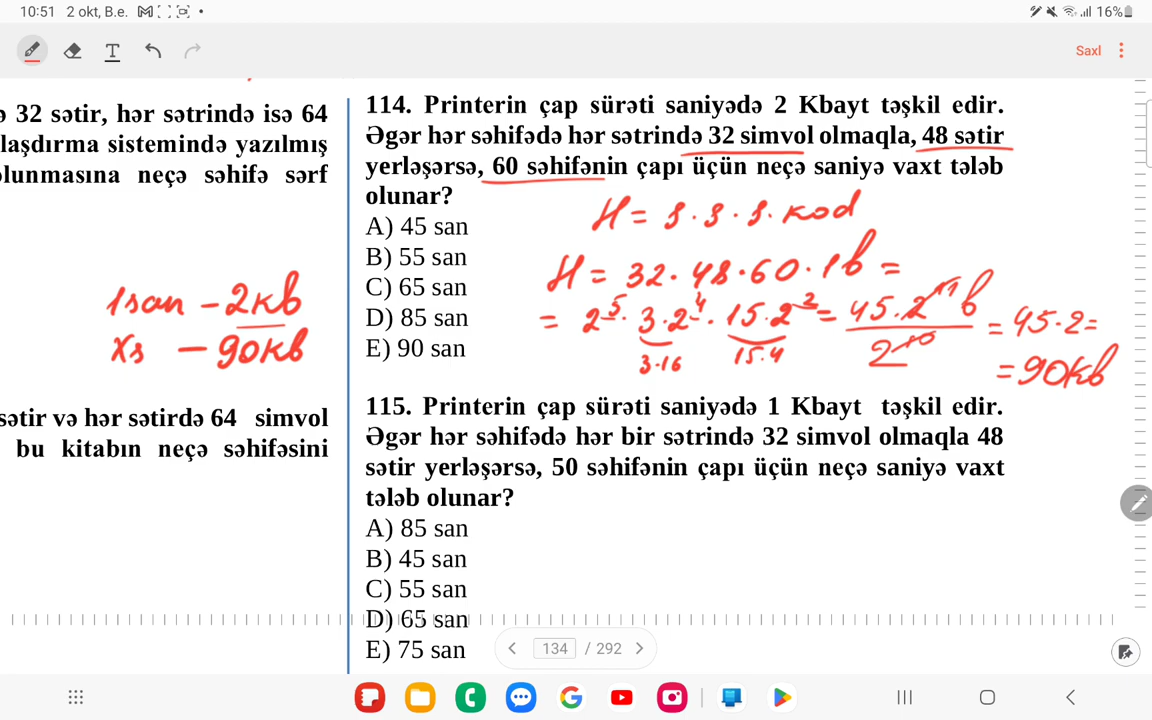 10:51 2 okt, B.e.
16%
T
Saxl
ə 32 sətir, hər sətrində isə 64
laşdırma sistemində yazılmış
olunmasına neçə səhifə sərf
1san – 2Kb
Xs – 90Kb
sətir və hər sətirdə 64 simvol
bu kitabın neçə səhifəsini
114. Printerin çap sürəti saniyədə 2 Kbayt təşkil edir.
Əgər hər səhifədə hər sətrində 32 simvol olmaqla, 48 sətir
yerləşərsə, 60 səhifənin çapı üçün neçə saniyə vaxt tələb
olunar?
A) 45 san
B) 55 san
C) 65 san
D) 85 san
E) 90 san
H = s · s · s · kod
H = 32 · 48 · 60 · 1b =
= 2⁵ · 3 · 2⁴ · 15 · 2² = 45 · 2¹¹ b / 2¹⁰ = 45 · 2 =
3·16 15·4
= 90Kb
115. Printerin çap sürəti saniyədə 1 Kbayt təşkil edir.
Əgər hər səhifədə hər bir sətrində 32 simvol olmaqla 48
sətir yerləşərsə, 50 səhifənin çapı üçün neçə saniyə vaxt
tələb olunar?
A) 85 san
B) 45 san
C) 55 san
D) 65 san
E) 75 san
134 / 292